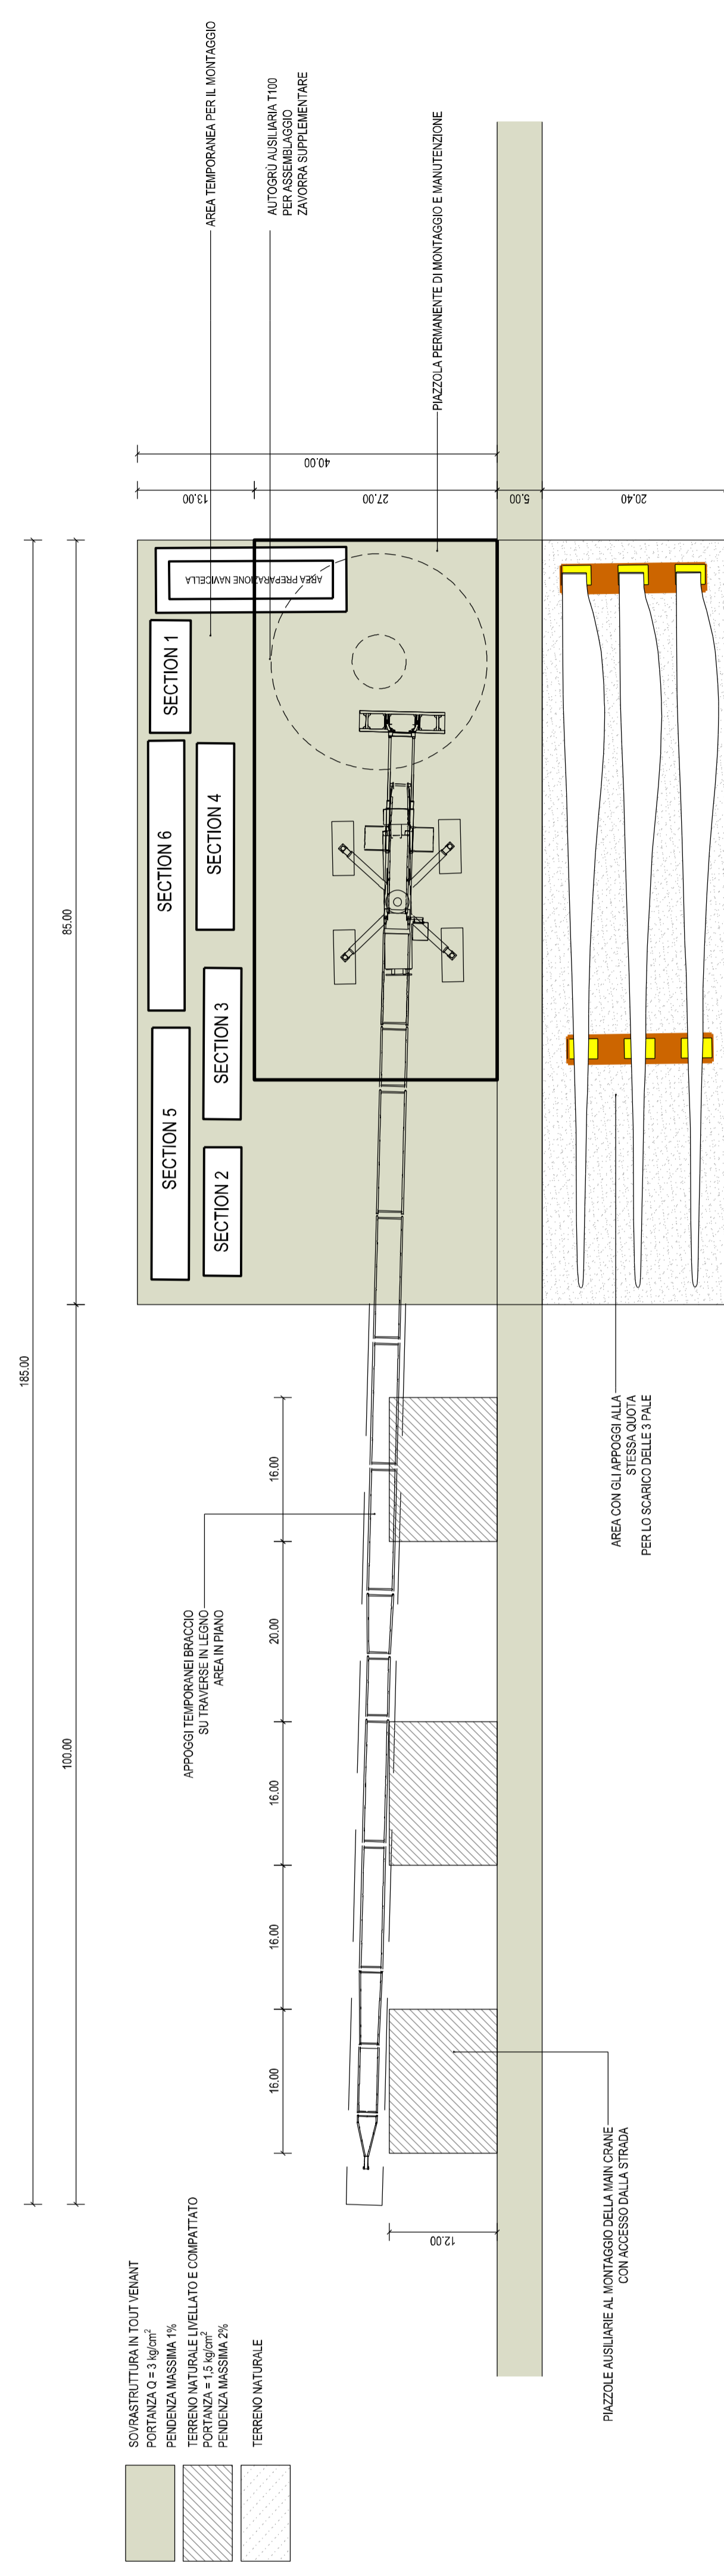 AREA TEMPORANEA PER IL MONTAGGIO
AUTOGRÙ AUSILIARIA T100
PER ASSEMBLAGGIO
ZAVORRA SUPPLEMENTARE
PIAZZOLA PERMANENTE DI MONTAGGIO E MANUTENZIONE
40.00
13.00
27.00
5.00
20.40
AREA PREPARAZIONE NAVICELLA
SECTION 1
SECTION 6
SECTION 4
SECTION 3
SECTION 5
SECTION 2
85.00
185.00
100.00
16.00
20.00
16.00
16.00
16.00
12.00
APPOGGI TEMPORANEI BRACCIO
SU TRAVERSE IN LEGNO
AREA IN PIANO
AREA CON GLI APPOGGI ALLA
STESSA QUOTA
PER LO SCARICO DELLE 3 PALE
PIAZZOLE AUSILIARIE AL MONTAGGIO DELLA MAIN CRANE
CON ACCESSO DALLA STRADA
SOVRASTRUTTURA IN TOUT VENANT
PORTANZA Q = 3 kg/cm²
PENDENZA MASSIMA 1%
TERRENO NATURALE LIVELLATO E COMPATTATO
PORTANZA = 1,5 kg/cm²
PENDENZA MASSIMA 2%
TERRENO NATURALE